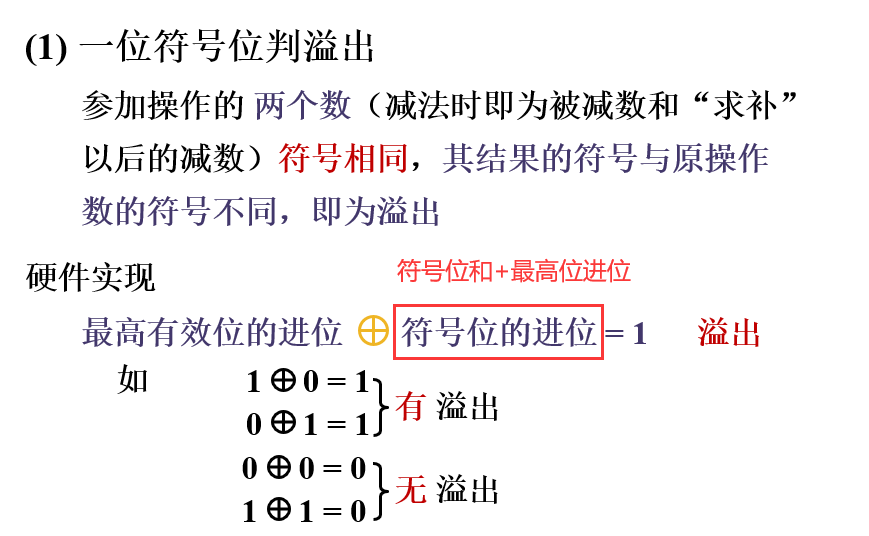 (1) 一位符号位判溢出
参加操作的 两个数（减法时即为被减数和“求补”
以后的减数）符号相同，其结果的符号与原操作
数的符号不同，即为溢出
硬件实现
符号位和+最高位进位
最高有效位的进位 ⊕ 符号位的进位 = 1 溢出
如 1 ⊕ 0 = 1
0 ⊕ 1 = 1
有 溢出
0 ⊕ 0 = 0
1 ⊕ 1 = 0
无 溢出